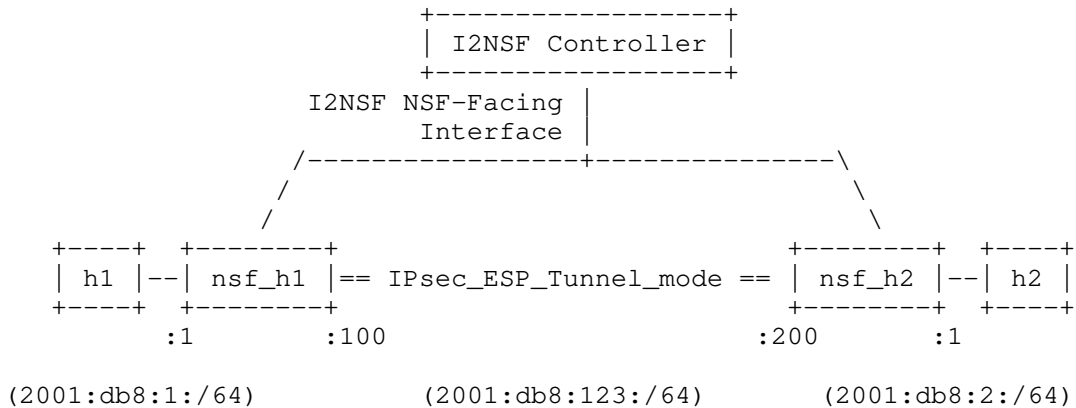 I2NSF Controller
I2NSF NSF-Facing
Interface
h1 nsf_h1 == IPsec_ESP_Tunnel_mode == nsf_h2 h2
:1 :100 :200 :1
(2001:db8:1:/64) (2001:db8:123:/64) (2001:db8:2:/64)